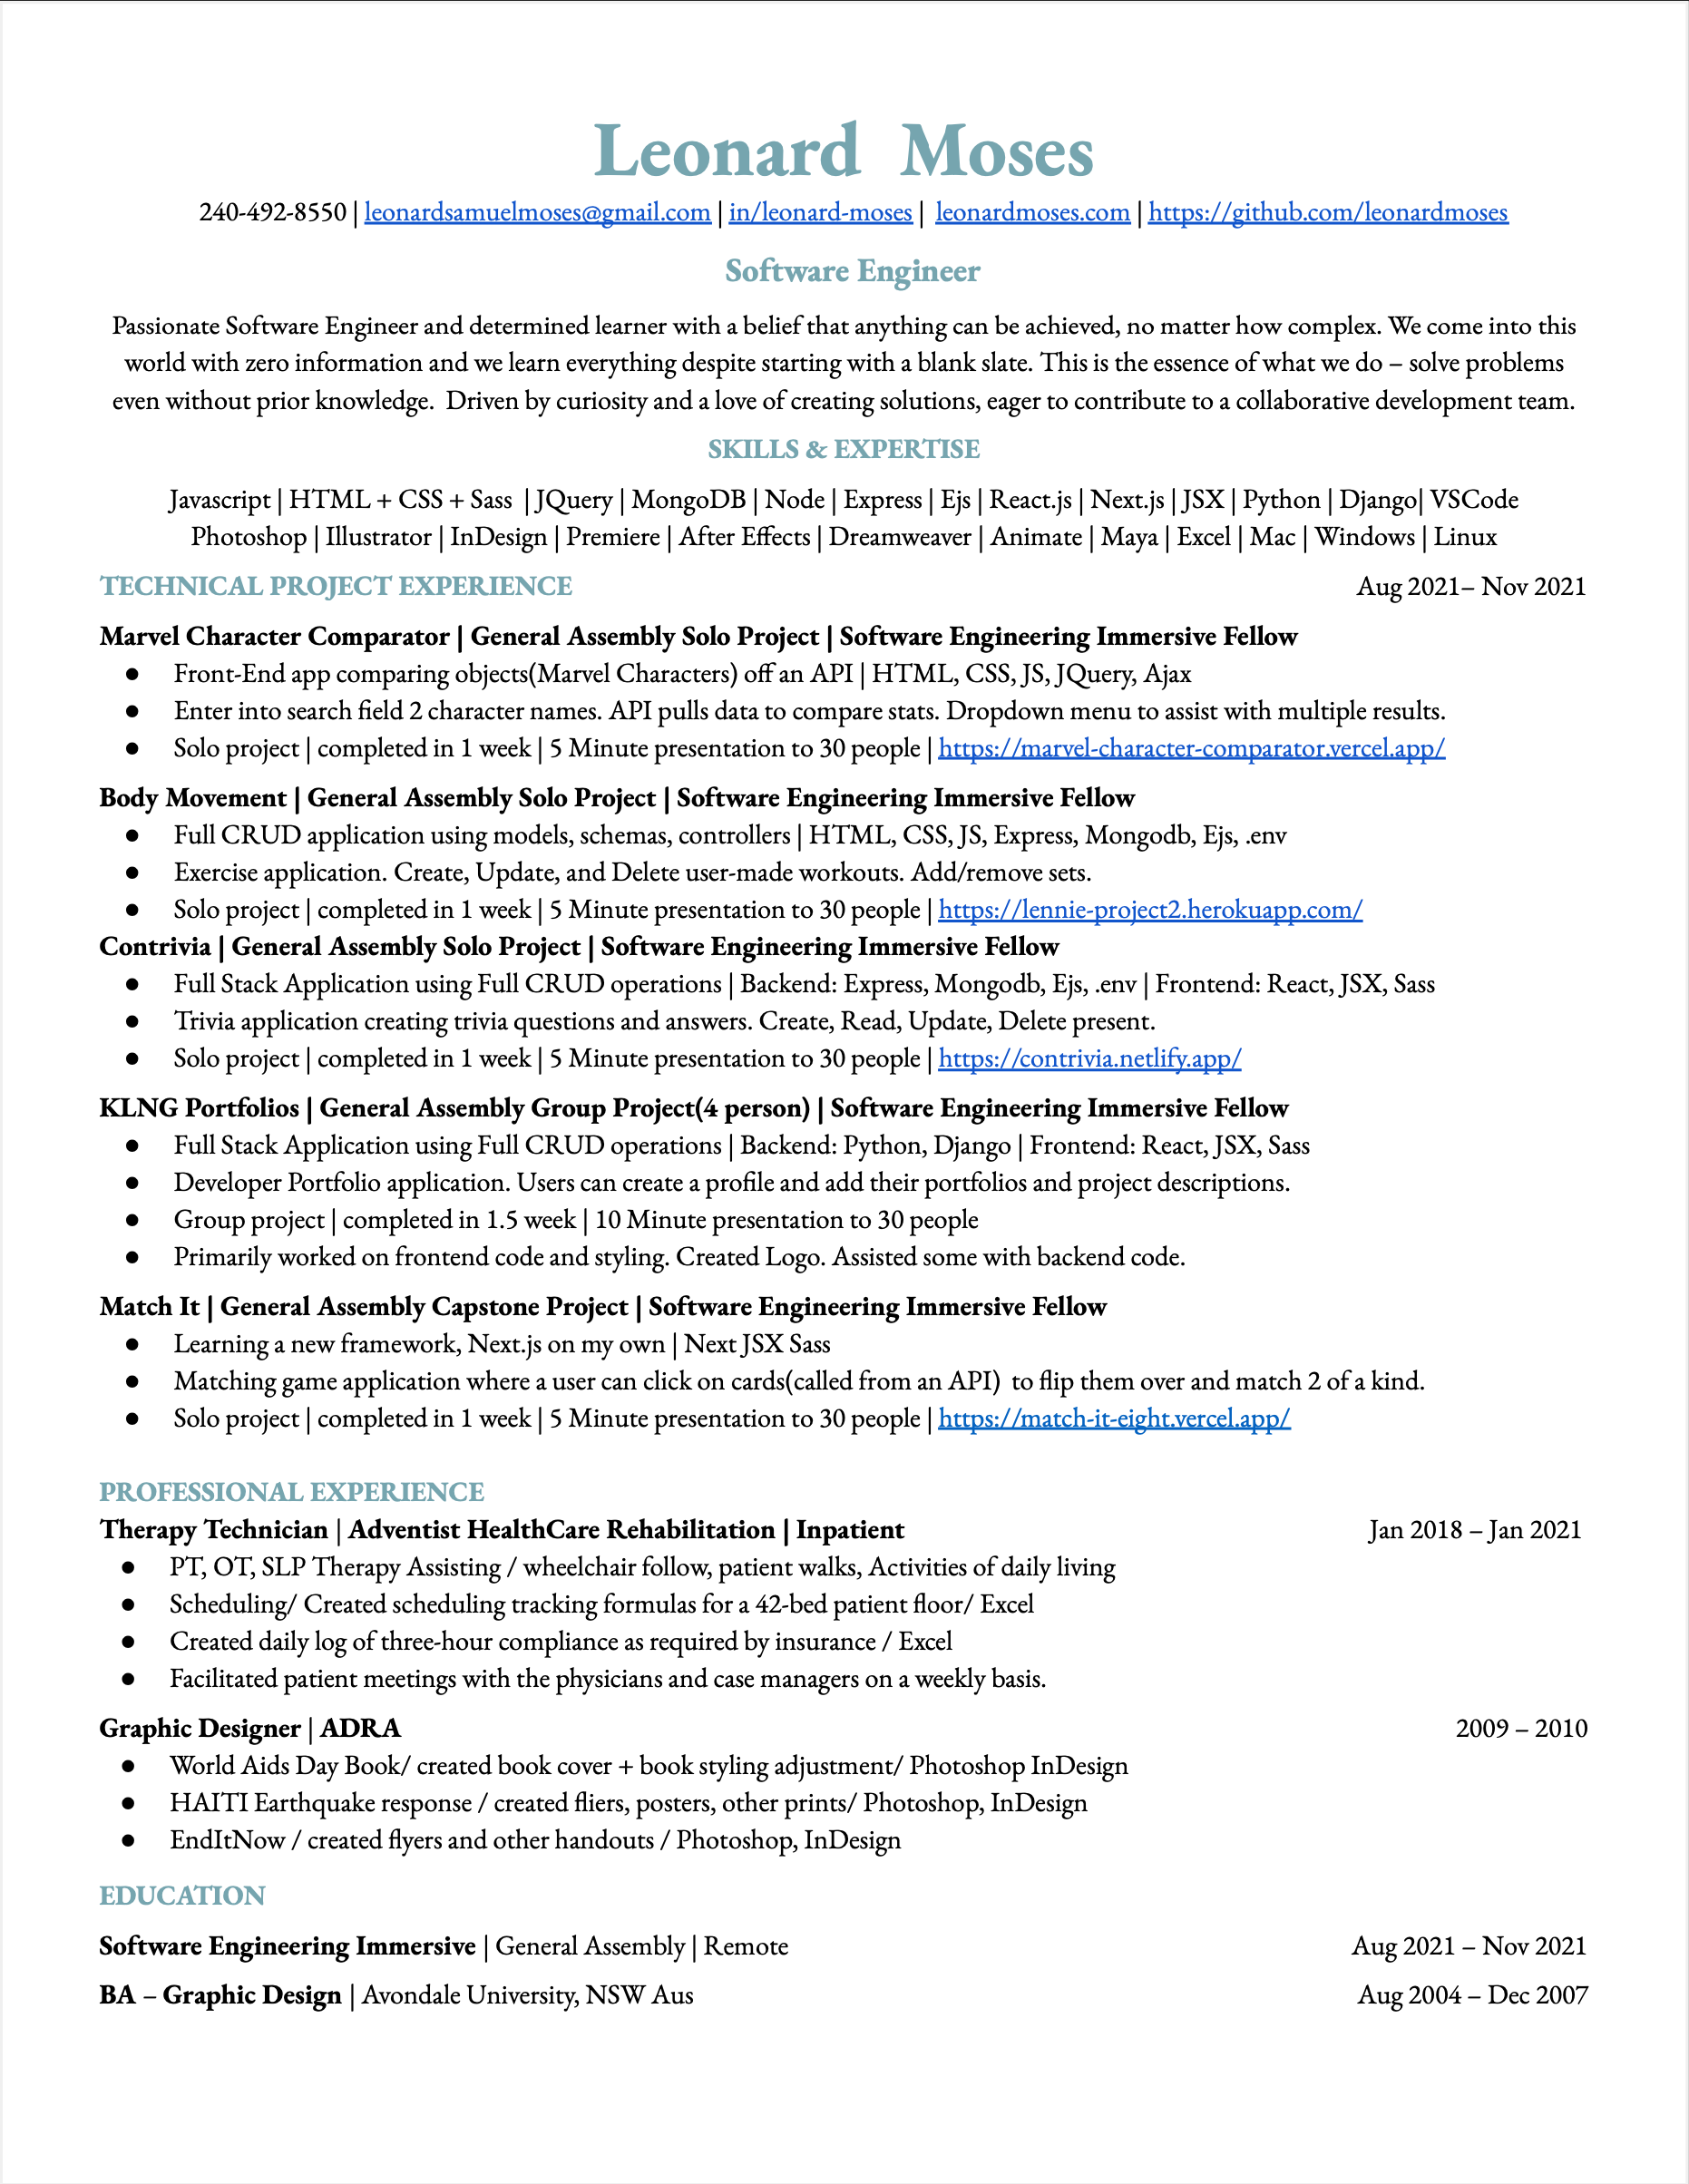 Leonard Moses
240-492-8550 | leonardsamuelmoses@gmail.com | in/leonard-moses | leonardmoses.com | https://github.com/leonardmoses
Software Engineer
Passionate Software Engineer and determined learner with a belief that anything can be achieved, no matter how complex. We come into this
world with zero information and we learn everything despite starting with a blank slate. This is the essence of what we do – solve problems
even without prior knowledge. Driven by curiosity and a love of creating solutions, eager to contribute to a collaborative development team.
SKILLS & EXPERTISE
Javascript | HTML + CSS + Sass | JQuery | MongoDB | Node | Express | Ejs | React.js | Next.js | JSX | Python | Django| VSCode
Photoshop | Illustrator | InDesign | Premiere | After Effects | Dreamweaver | Animate | Maya | Excel | Mac | Windows | Linux
TECHNICAL PROJECT EXPERIENCE Aug 2021– Nov 2021
Marvel Character Comparator | General Assembly Solo Project | Software Engineering Immersive Fellow
● Front-End app comparing objects(Marvel Characters) off an API | HTML, CSS, JS, JQuery, Ajax
● Enter into search field 2 character names. API pulls data to compare stats. Dropdown menu to assist with multiple results.
● Solo project | completed in 1 week | 5 Minute presentation to 30 people | https://marvel-character-comparator.vercel.app/
Body Movement | General Assembly Solo Project | Software Engineering Immersive Fellow
● Full CRUD application using models, schemas, controllers | HTML, CSS, JS, Express, Mongodb, Ejs, .env
● Exercise application. Create, Update, and Delete user-made workouts. Add/remove sets.
● Solo project | completed in 1 week | 5 Minute presentation to 30 people | https://lennie-project2.herokuapp.com/
Contrivia | General Assembly Solo Project | Software Engineering Immersive Fellow
● Full Stack Application using Full CRUD operations | Backend: Express, Mongodb, Ejs, .env | Frontend: React, JSX, Sass
● Trivia application creating trivia questions and answers. Create, Read, Update, Delete present.
● Solo project | completed in 1 week | 5 Minute presentation to 30 people | https://contrivia.netlify.app/
KLNG Portfolios | General Assembly Group Project(4 person) | Software Engineering Immersive Fellow
● Full Stack Application using Full CRUD operations | Backend: Python, Django | Frontend: React, JSX, Sass
● Developer Portfolio application. Users can create a profile and add their portfolios and project descriptions.
● Group project | completed in 1.5 week | 10 Minute presentation to 30 people
● Primarily worked on frontend code and styling. Created Logo. Assisted some with backend code.
Match It | General Assembly Capstone Project | Software Engineering Immersive Fellow
● Learning a new framework, Next.js on my own | Next JSX Sass
● Matching game application where a user can click on cards(called from an API) to flip them over and match 2 of a kind.
● Solo project | completed in 1 week | 5 Minute presentation to 30 people | https://match-it-eight.vercel.app/
PROFESSIONAL EXPERIENCE
Therapy Technician | Adventist HealthCare Rehabilitation | Inpatient Jan 2018 – Jan 2021
● PT, OT, SLP Therapy Assisting / wheelchair follow, patient walks, Activities of daily living
● Scheduling/ Created scheduling tracking formulas for a 42-bed patient floor/ Excel
● Created daily log of three-hour compliance as required by insurance / Excel
● Facilitated patient meetings with the physicians and case managers on a weekly basis.
Graphic Designer | ADRA 2009 – 2010
● World Aids Day Book/ created book cover + book styling adjustment/ Photoshop InDesign
● HAITI Earthquake response / created fliers, posters, other prints/ Photoshop, InDesign
● EndItNow / created flyers and other handouts / Photoshop, InDesign
EDUCATION
Software Engineering Immersive | General Assembly | Remote Aug 2021 – Nov 2021
BA – Graphic Design | Avondale University, NSW Aus Aug 2004 – Dec 2007